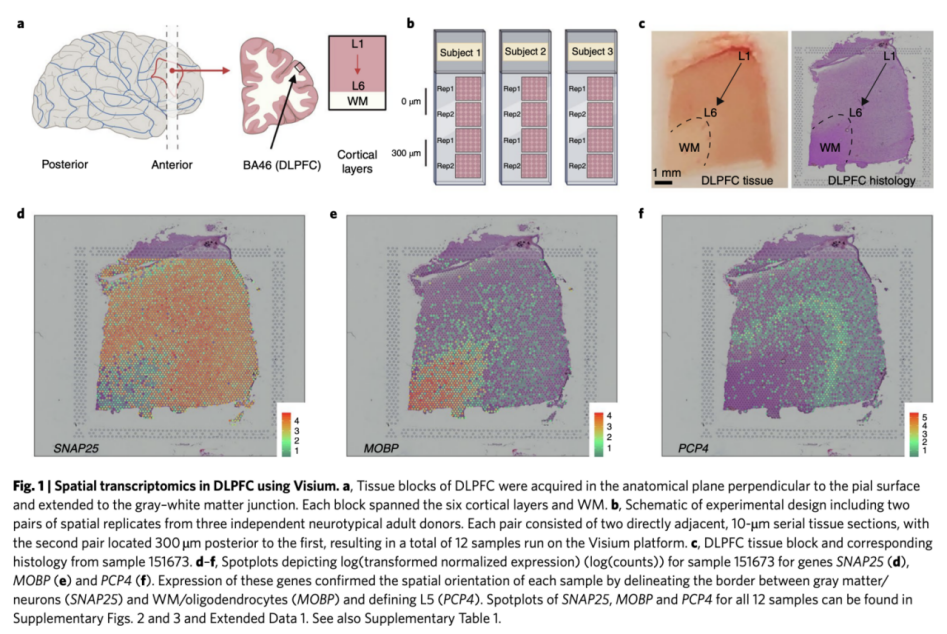 a
b
c
L1
L6
WM
Posterior
Anterior
BA46 (DLPFC)
Cortical
layers
Subject 1
Subject 2
Subject 3
0 μm
300 μm
Rep1
Rep2
Rep1
Rep2
Rep1
Rep2
Rep1
Rep2
Rep1
Rep2
Rep1
Rep2
L1
L6
WM
1 mm
DLPFC tissue
L1
L6
WM
DLPFC histology
d
e
f
4
3
2
1
SNAP25
4
3
2
1
MOBP
5
4
3
2
1
PCP4
Fig. 1 | Spatial transcriptomics in DLPFC using Visium. a, Tissue blocks of DLPFC were acquired in the anatomical plane perpendicular to the pial surface
and extended to the gray–white matter junction. Each block spanned the six cortical layers and WM. b, Schematic of experimental design including two
pairs of spatial replicates from three independent neurotypical adult donors. Each pair consisted of two directly adjacent, 10-μm serial tissue sections, with
the second pair located 300 μm posterior to the first, resulting in a total of 12 samples run on the Visium platform. c, DLPFC tissue block and corresponding
histology from sample 151673. d–f, Spotplots depicting log(transformed normalized expression) (log(counts)) for sample 151673 for genes SNAP25 (d),
MOBP (e) and PCP4 (f). Expression of these genes confirmed the spatial orientation of each sample by delineating the border between gray matter/
neurons (SNAP25) and WM/oligodendrocytes (MOBP) and defining L5 (PCP4). Spotplots of SNAP25, MOBP and PCP4 for all 12 samples can be found in
Supplementary Figs. 2 and 3 and Extended Data 1. See also Supplementary Table 1.